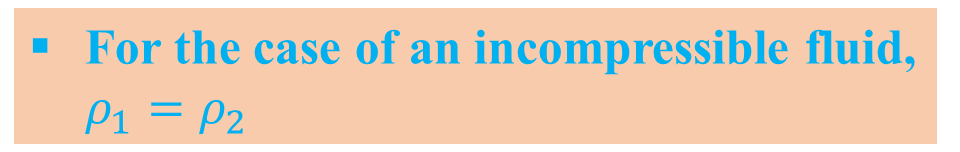 ▪ For the case of an incompressible fluid,
ρ₁ = ρ₂